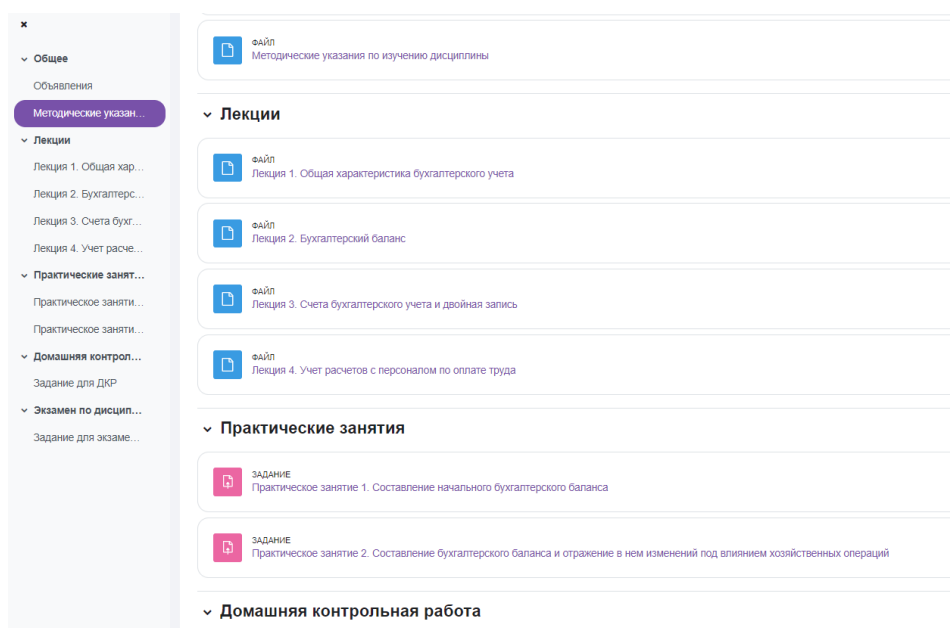 ×
Общее
Объявления
Методические указан...
Лекции
Лекция 1. Общая хар...
Лекция 2. Бухгалтерс...
Лекция 3. Счета бухг...
Лекция 4. Учет расче...
Практические занят...
Практическое заняти...
Практическое заняти...
Домашняя контрол...
Задание для ДКР
Экзамен по дисцип...
Задание для экзаме...
ФАЙЛ
Методические указания по изучению дисциплины
Лекции
ФАЙЛ
Лекция 1. Общая характеристика бухгалтерского учета
ФАЙЛ
Лекция 2. Бухгалтерский баланс
ФАЙЛ
Лекция 3. Счета бухгалтерского учета и двойная запись
ФАЙЛ
Лекция 4. Учет расчетов с персоналом по оплате труда
Практические занятия
ЗАДАНИЕ
Практическое занятие 1. Составление начального бухгалтерского баланса
ЗАДАНИЕ
Практическое занятие 2. Составление бухгалтерского баланса и отражение в нем изменений под влиянием хозяйственных операций
Домашняя контрольная работа